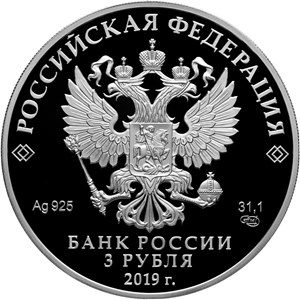 РОССИЙСКАЯ ФЕДЕРАЦИЯ
Ag 925
31,1
БАНК РОССИИ
3 РУБЛЯ
2019 г.